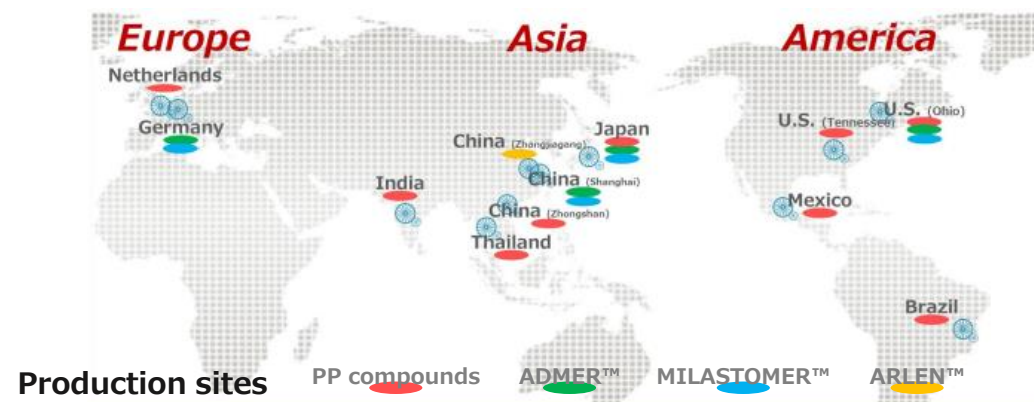 Europe
Asia
America
Netherlands
Germany
China (Zhangjiagang)
Japan
China (Shanghai)
India
China (Zhongshan)
Thailand
U.S. (Tennessee)
U.S. (Ohio)
Mexico
Brazil
Production sites PP compounds ADMER™ MILASTOMER™ ARLEN™